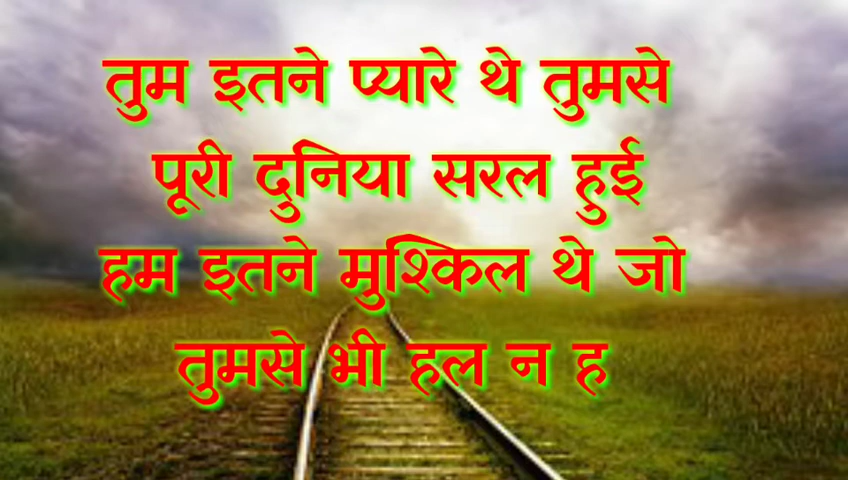 तुम इतने प्यारे थे तुमसे
पूरी दुनिया सरल हुई
हम इतने मुश्किल थे जो
तुमसे भी हल न ह